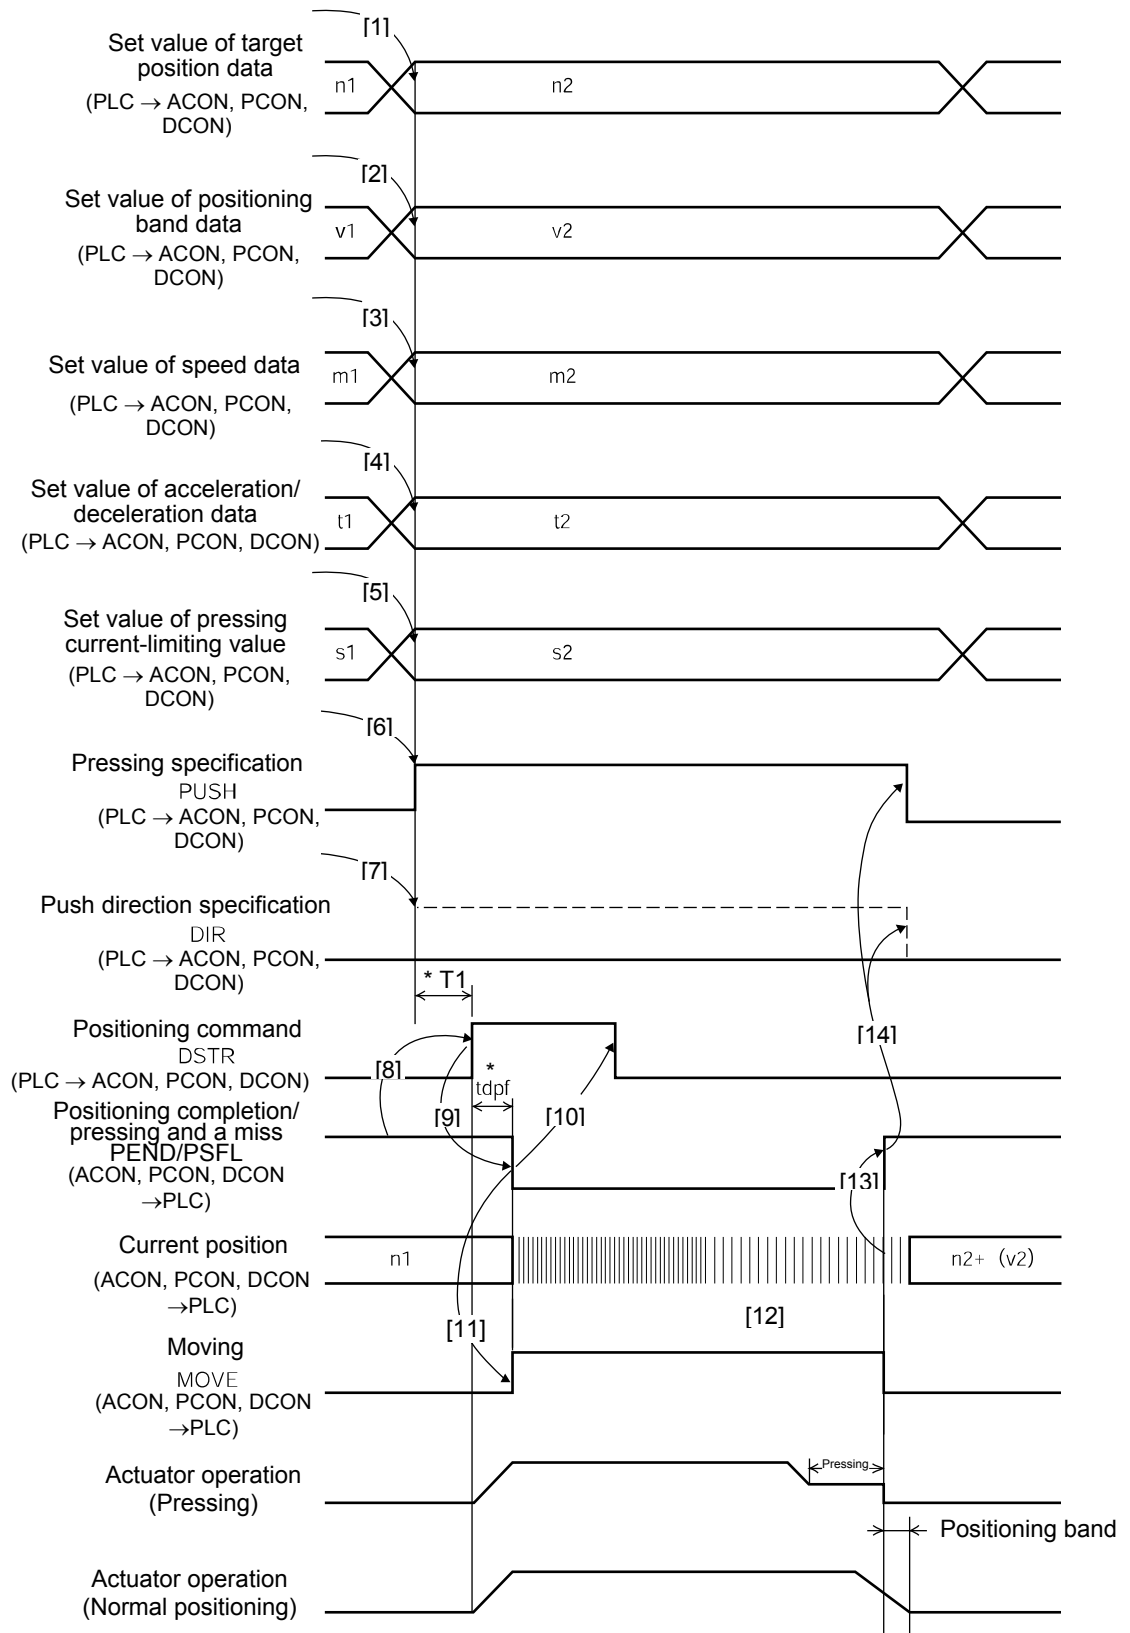 [1]
Set value of target
position data
(PLC → ACON, PCON,
DCON)
n1
n2
[2]
Set value of positioning
band data
(PLC → ACON, PCON,
DCON)
v1
v2
[3]
Set value of speed data
(PLC → ACON, PCON,
DCON)
m1
m2
[4]
Set value of acceleration/
deceleration data
(PLC → ACON, PCON, DCON)
t1
t2
[5]
Set value of pressing
current-limiting value
(PLC → ACON, PCON,
DCON)
s1
s2
[6]
Pressing specification
PUSH
(PLC → ACON, PCON,
DCON)
[7]
Push direction specification
DIR
(PLC → ACON, PCON,
DCON)
* T1
Positioning command
DSTR
(PLC → ACON, PCON, DCON)
[8]
*
tdpf
[9]
[10]
[14]
Positioning completion/
pressing and a miss
PEND/PSFL
(ACON, PCON, DCON
→PLC)
[13]
Current position
(ACON, PCON, DCON
→PLC)
n1
n2+ (v2)
[11]
[12]
Moving
MOVE
(ACON, PCON, DCON
→PLC)
Actuator operation
(Pressing)
Pressing
Positioning band
Actuator operation
(Normal positioning)